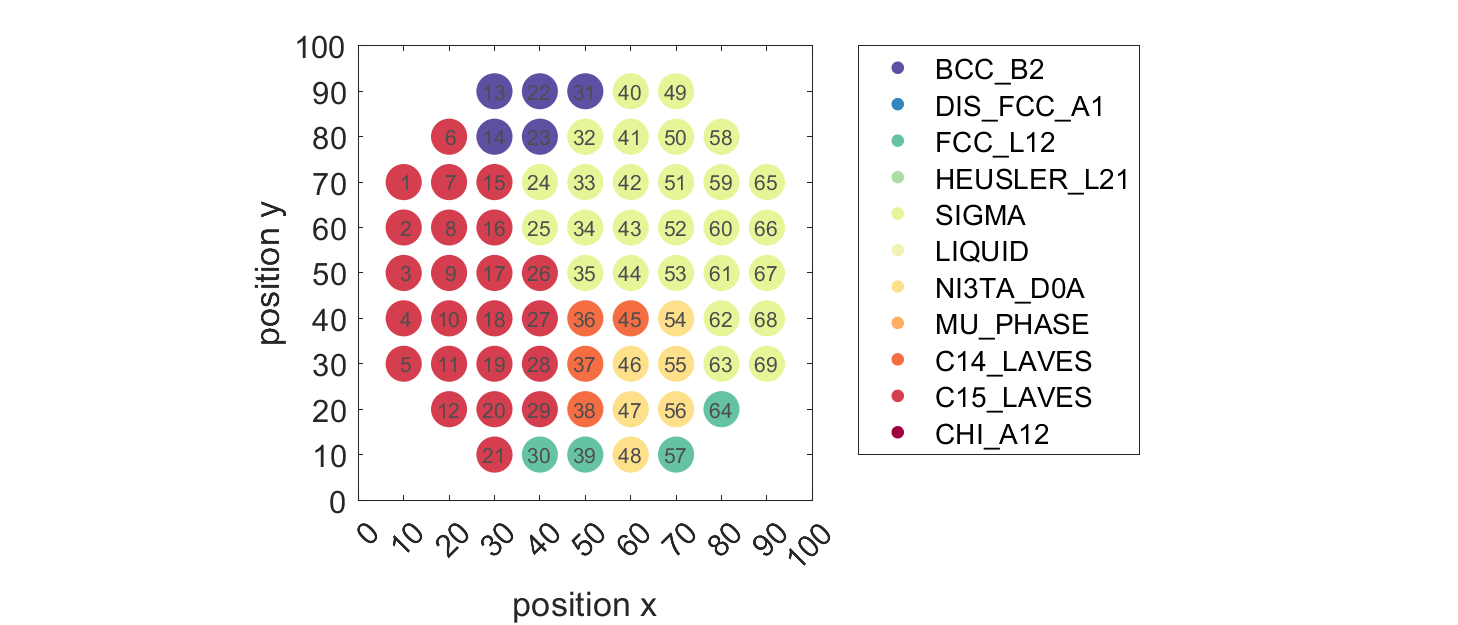 100
90
80
70
60
50
40
30
20
10
0
position y
13 22 31 40 49
6 14 23 32 41 50 58
1 7 15 24 33 42 51 59 65
2 8 16 25 34 43 52 60 66
3 9 17 26 35 44 53 61 67
4 10 18 27 36 45 54 62 68
5 11 19 28 37 46 55 63 69
12 20 29 38 47 56 64
21 30 39 48 57
0 10 20 30 40 50 60 70 80 90 100
position x
BCC_B2
DIS_FCC_A1
FCC_L12
HEUSLER_L21
SIGMA
LIQUID
NI3TA_D0A
MU_PHASE
C14_LAVES
C15_LAVES
CHI_A12